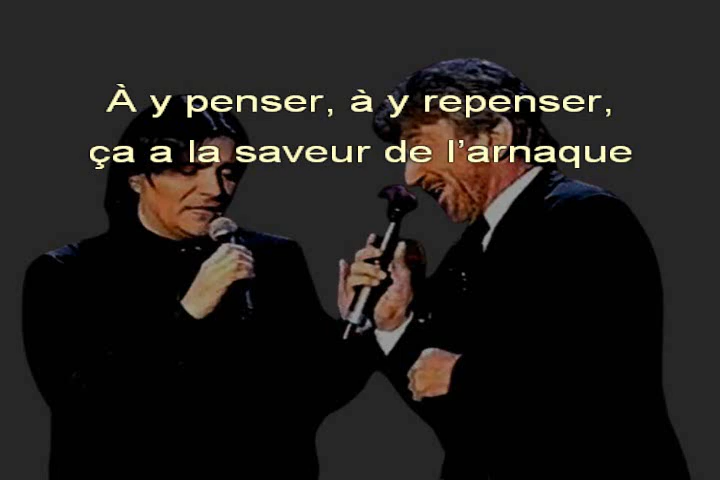 À y penser, à y repenser,
ça a la saveur de l’arnaque